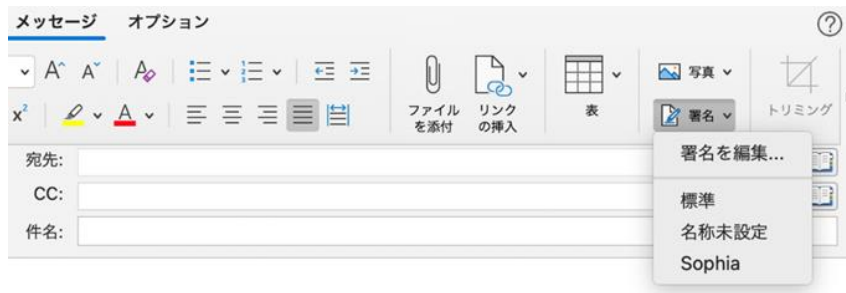 メッセージ オプション
?
A^ Aˇ A
写真
x² A
ファイル
を添付
リンク
の挿入
表
署名
トリミング
宛先:
CC:
件名:
署名を編集...
標準
名称未設定
Sophia